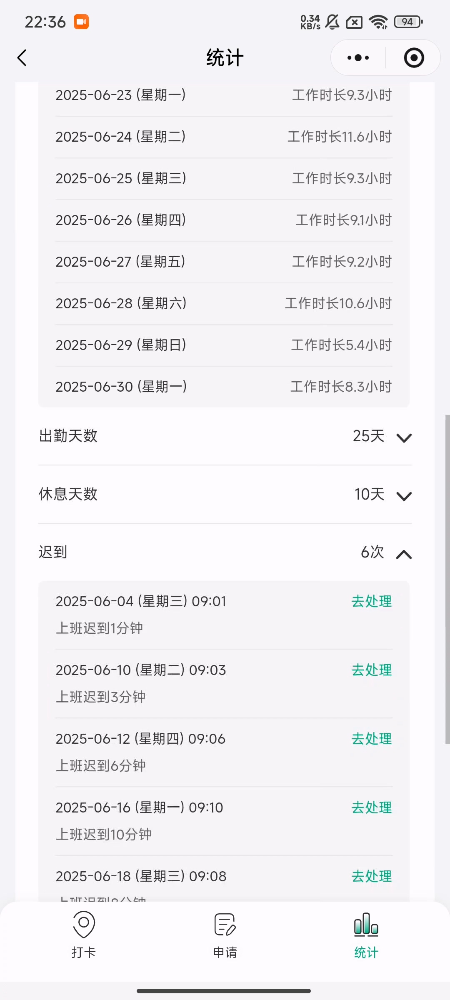 22:36
0.34
KB/s
94
统计
2025-06-23 (星期一) 工作时长9.3小时
2025-06-24 (星期二) 工作时长11.6小时
2025-06-25 (星期三) 工作时长9.3小时
2025-06-26 (星期四) 工作时长9.1小时
2025-06-27 (星期五) 工作时长9.2小时
2025-06-28 (星期六) 工作时长10.6小时
2025-06-29 (星期日) 工作时长5.4小时
2025-06-30 (星期一) 工作时长8.3小时
出勤天数 25天
休息天数 10天
迟到 6次
2025-06-04 (星期三) 09:01 去处理
上班迟到1分钟
2025-06-10 (星期二) 09:03 去处理
上班迟到3分钟
2025-06-12 (星期四) 09:06 去处理
上班迟到6分钟
2025-06-16 (星期一) 09:10 去处理
上班迟到10分钟
2025-06-18 (星期三) 09:08 去处理
打卡
申请
统计